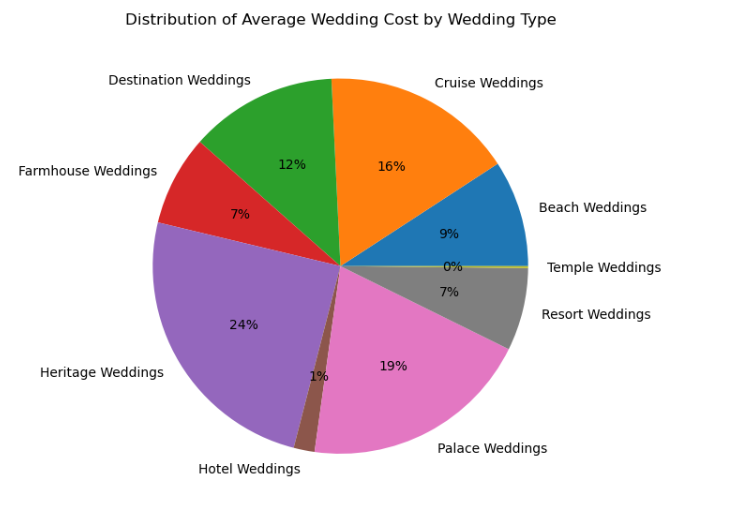 Distribution of Average Wedding Cost by Wedding Type
Destination Weddings
Cruise Weddings
12%
16%
Farmhouse Weddings
7%
Beach Weddings
9%
0%
Temple Weddings
7%
Resort Weddings
24%
19%
1%
Heritage Weddings
Palace Weddings
Hotel Weddings